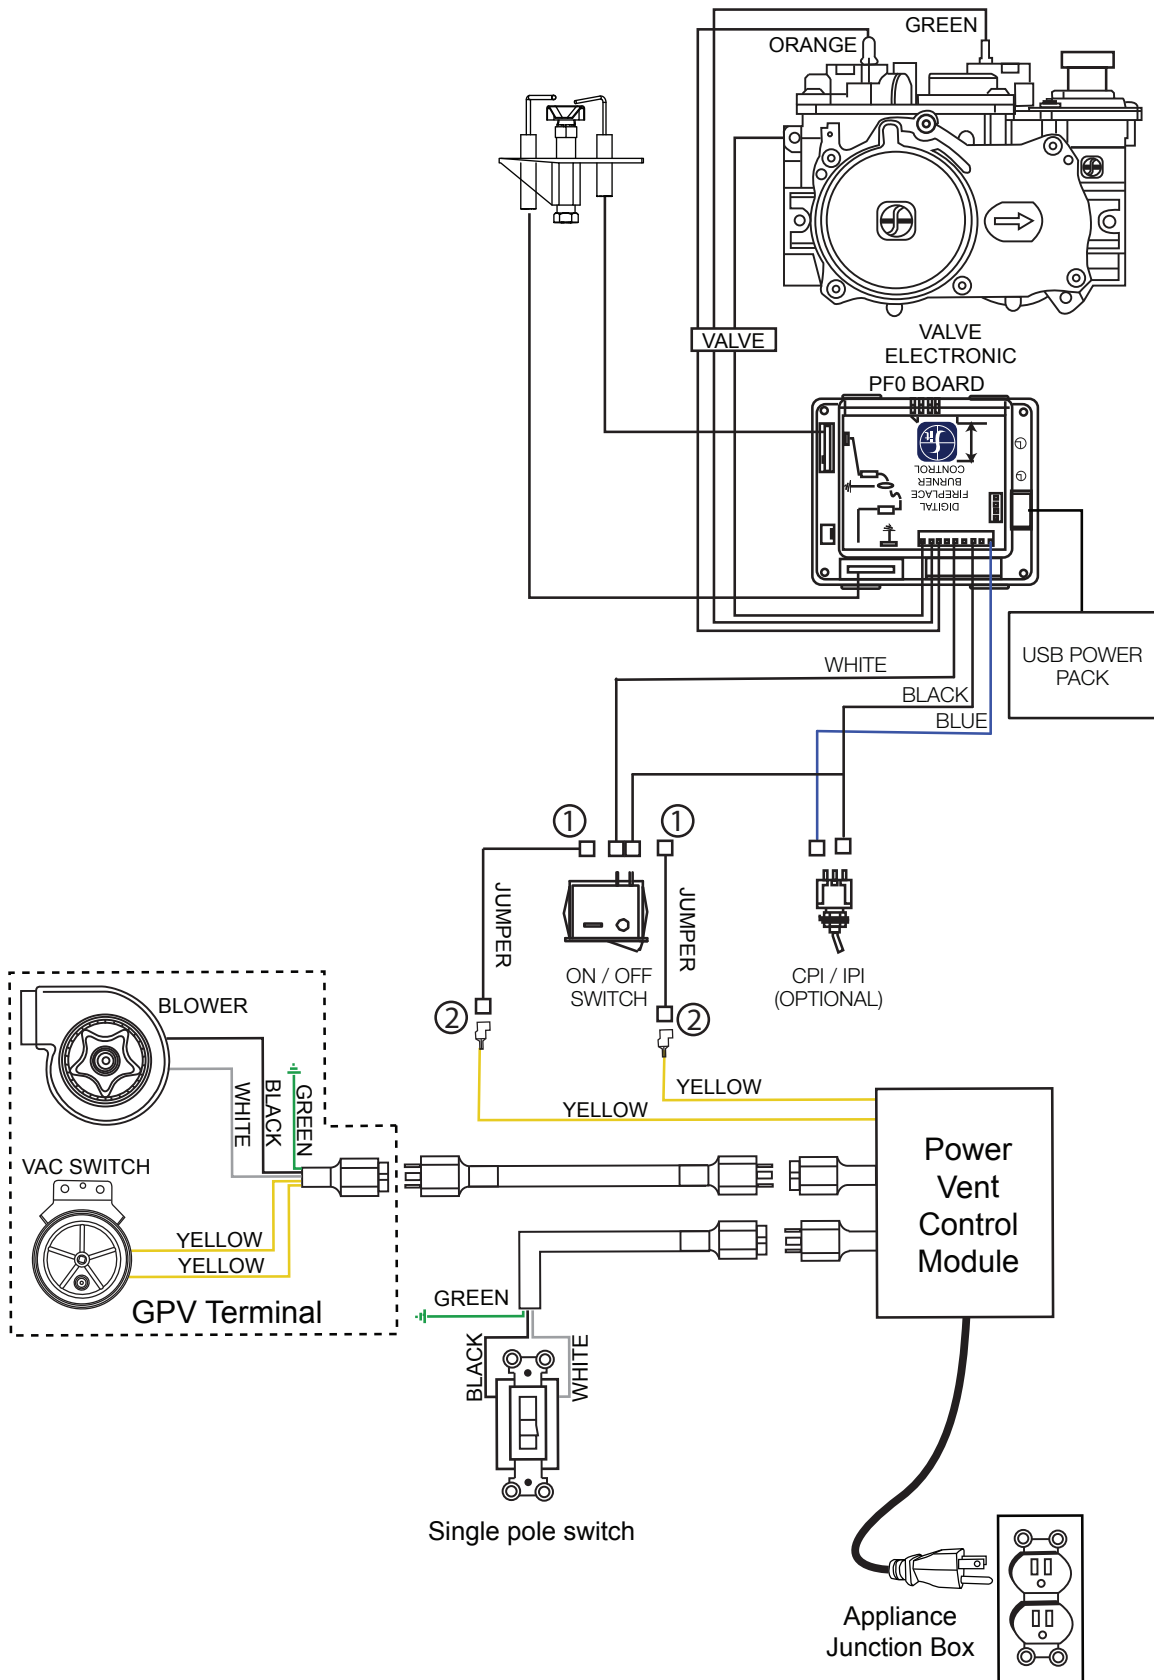 GREEN
ORANGE
VALVE
VALVE
ELECTRONIC
PF0 BOARD
DIGITAL
FIREPLACE
BURNER
CONTROL
fit
USB POWER
PACK
WHITE
BLACK
BLUE
1
1
JUMPER
JUMPER
ON / OFF
SWITCH
CPI / IPI
(OPTIONAL)
2
2
BLOWER
WHITE
BLACK
GREEN
YELLOW
YELLOW
VAC SWITCH
YELLOW
YELLOW
GPV Terminal
Power
Vent
Control
Module
GREEN
BLACK
WHITE
Single pole switch
Appliance
Junction Box